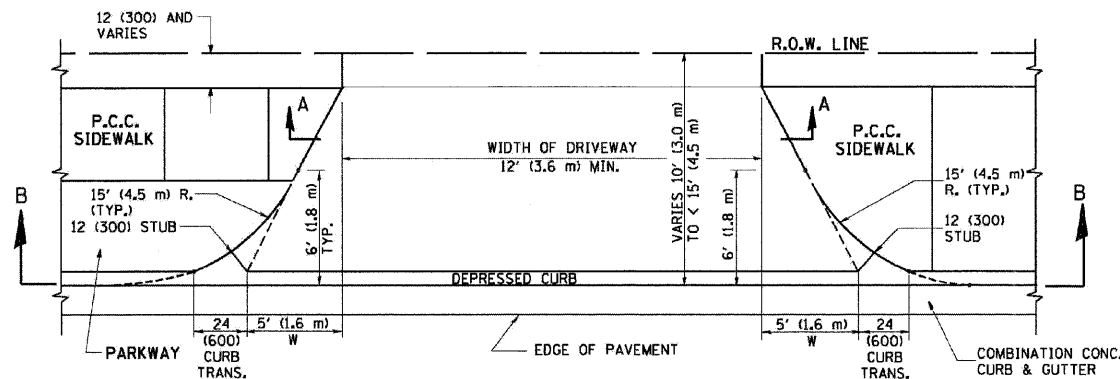 12 (300) AND
VARIES
R.O.W. LINE
A
A
P.C.C.
SIDEWALK
P.C.C.
SIDEWALK
WIDTH OF DRIVEWAY
12' (3.6 m) MIN.
VARIES 10' (3.0 m)
TO < 15' (4.5 m)
15' (4.5 m) R.
(TYP.)
12 (300) STUB
6' (1.8 m)
TYP.
6' (1.8 m)
15' (4.5 m)
R. (TYP.)
12 (300)
STUB
B
B
DEPRESSED CURB
24
(600)
CURB
TRANS.
5' (1.6 m)
W
5' (1.6 m)
W
24
(600)
CURB
TRANS.
PARKWAY
EDGE OF PAVEMENT
COMBINATION CONC.
CURB & GUTTER